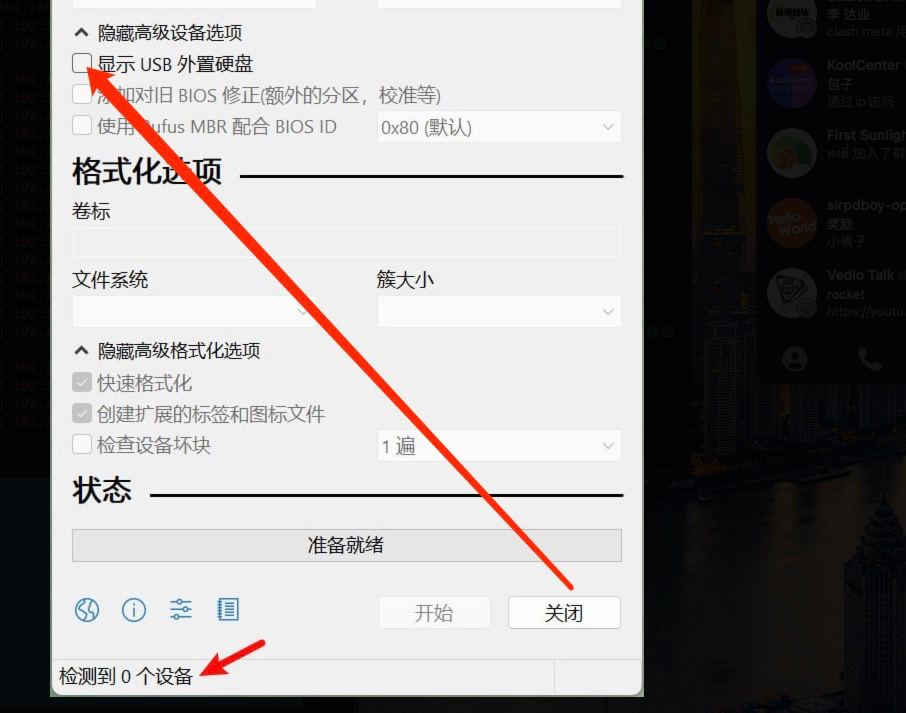 隐藏高级设备选项
显示 USB 外置硬盘
添加对旧 BIOS 修正(额外的分区，校准等)
使用 Rufus MBR 配合 BIOS ID
0x80 (默认)
格式化选项
卷标
文件系统
簇大小
隐藏高级格式化选项
快速格式化
创建扩展的标签和图标文件
检查设备坏块
1 遍
状态
准备就绪
开始
关闭
检测到 0 个设备
李 达业
clash meta 用
KoolCenter
包子
通过 ip 访问
First Sunligh
加入了群
sirpdboy-op
奖励
小橘子
Hello World
Vedio Talk
rocket
https://youtu